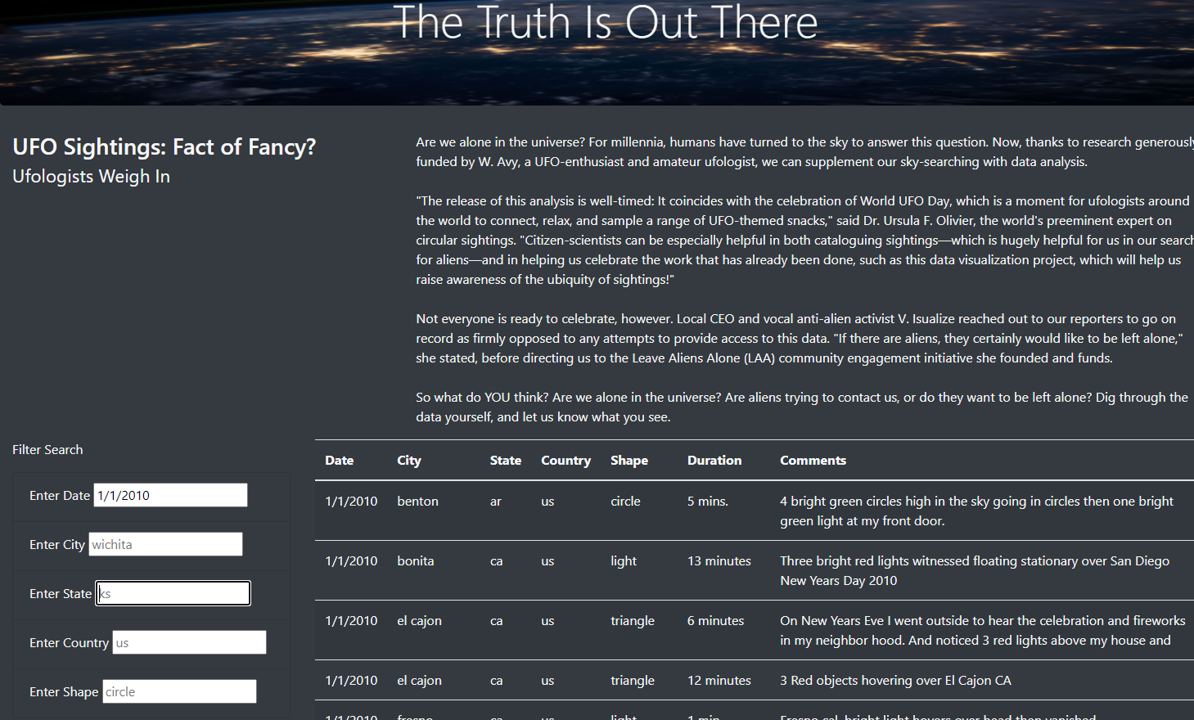 The Truth Is Out There
UFO Sightings: Fact of Fancy?
Ufologists Weigh In
Are we alone in the universe? For millennia, humans have turned to the sky to answer this question. Now, thanks to research generously
funded by W. Avy, a UFO-enthusiast and amateur ufologist, we can supplement our sky-searching with data analysis.
"The release of this analysis is well-timed: It coincides with the celebration of World UFO Day, which is a moment for ufologists around
the world to connect, relax, and sample a range of UFO-themed snacks," said Dr. Ursula F. Olivier, the world's preeminent expert on
circular sightings. "Citizen-scientists can be especially helpful in both cataloguing sightings—which is hugely helpful for us in our search
for aliens—and in helping us celebrate the work that has already been done, such as this data visualization project, which will help us
raise awareness of the ubiquity of sightings!"
Not everyone is ready to celebrate, however. Local CEO and vocal anti-alien activist V. Isualize reached out to our reporters to go on
record as firmly opposed to any attempts to provide access to this data. "If there are aliens, they certainly would like to be left alone,"
she stated, before directing us to the Leave Aliens Alone (LAA) community engagement initiative she founded and funds.
So what do YOU think? Are we alone in the universe? Are aliens trying to contact us, or do they want to be left alone? Dig through the
data yourself, and let us know what you see.
Filter Search
Enter Date 1/1/2010
Enter City wichita
Enter State ks
Enter Country us
Enter Shape circle
Date City State Country Shape Duration Comments
1/1/2010 benton ar us circle 5 mins. 4 bright green circles high in the sky going in circles then one bright
green light at my front door.
1/1/2010 bonita ca us light 13 minutes Three bright red lights witnessed floating stationary over San Diego
New Years Day 2010
1/1/2010 el cajon ca us triangle 6 minutes On New Years Eve I went outside to hear the celebration and fireworks
in my neighbor hood. And noticed 3 red lights above my house and
1/1/2010 el cajon ca us triangle 12 minutes 3 Red objects hovering over El Cajon CA
1/1/2010 fresno ca us light 1 min Fresno cal. bright light hovers over head then vanished